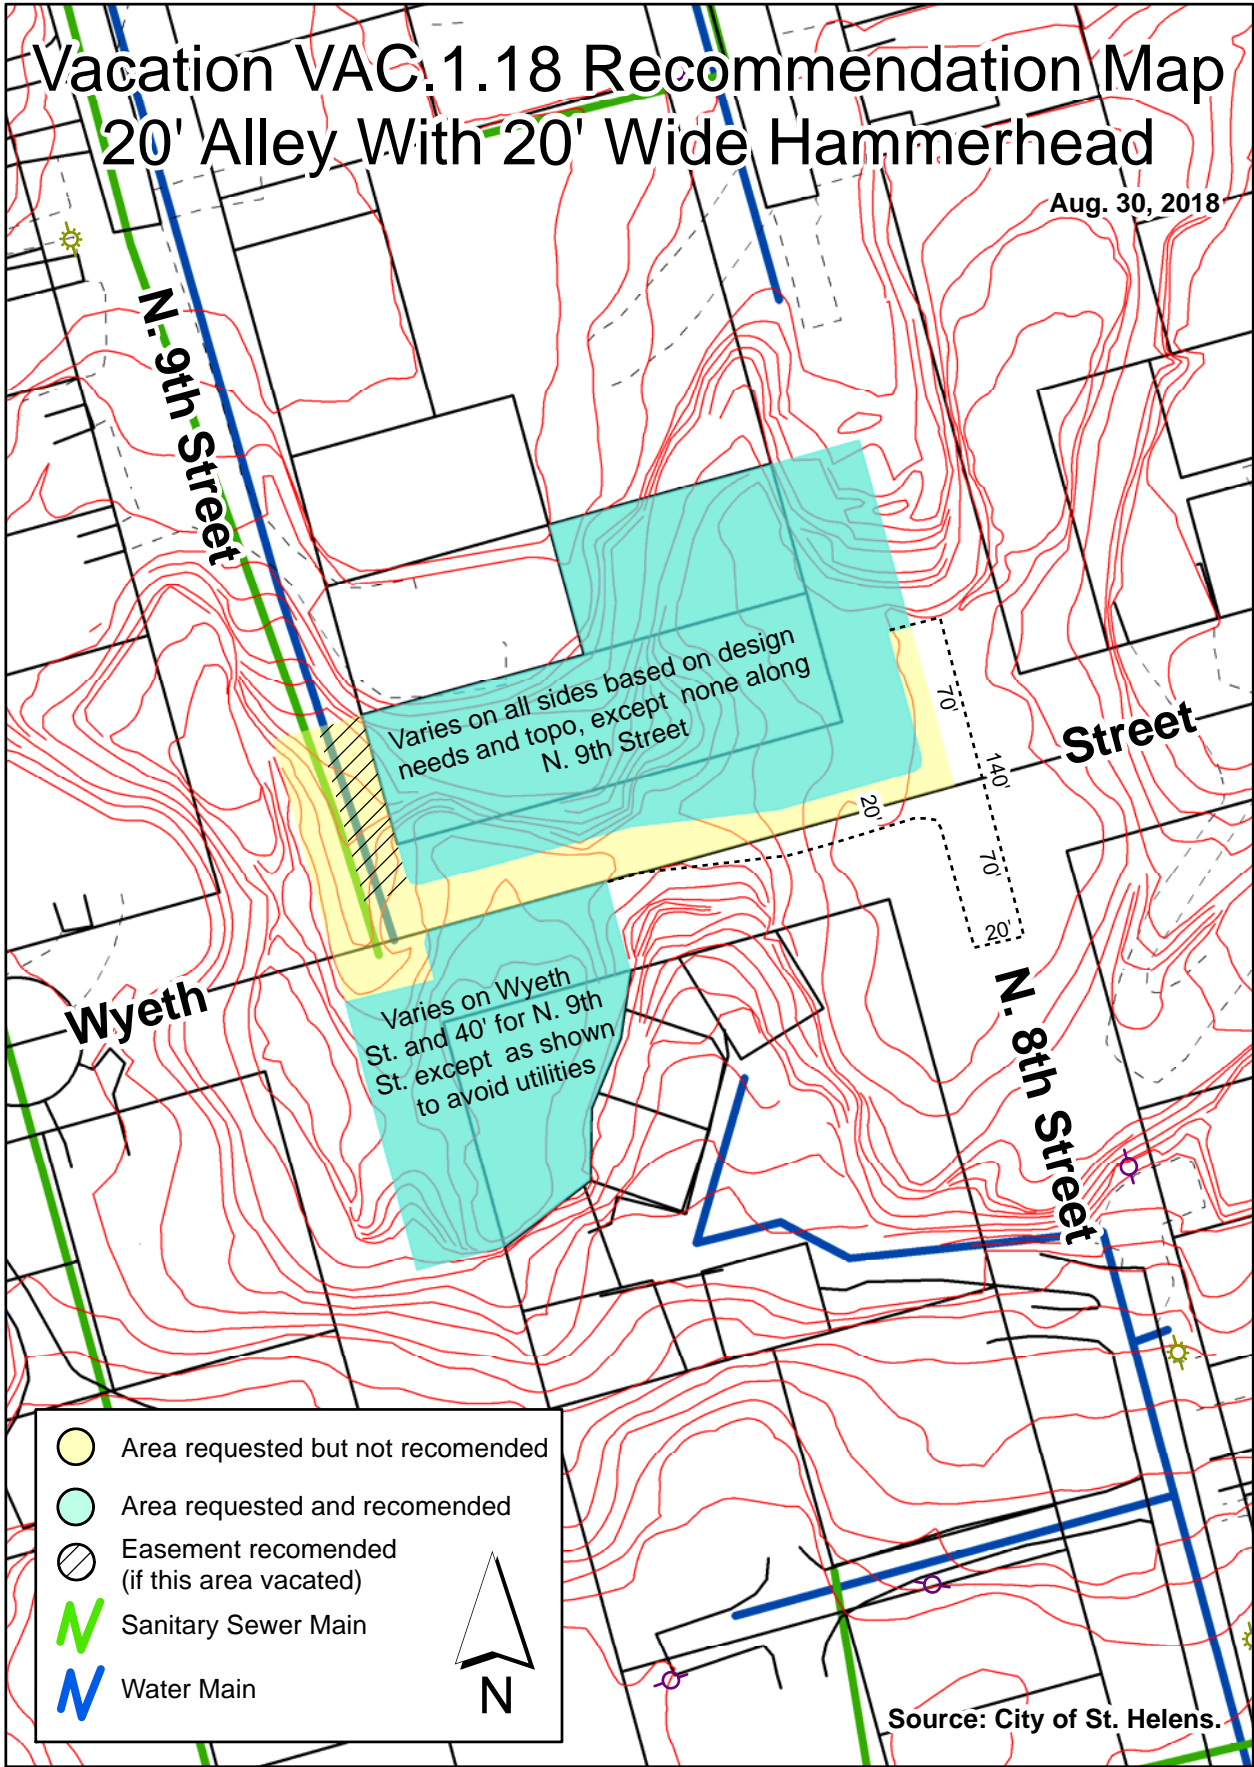 Vacation VAC.1.18 Recommendation Map
20' Alley With 20' Wide Hammerhead
Aug. 30, 2018
N. 9th Street
Varies on all sides based on design
needs and topo, except none along
N. 9th Street
70'
Street
140'
20'
70'
20'
Wyeth
Varies on Wyeth
St. and 40' for N. 9th
St. except as shown
to avoid utilities
N. 8th Street
Area requested but not recomended
Area requested and recomended
Easement recomended
(if this area vacated)
Sanitary Sewer Main
Water Main
N
Source: City of St. Helens.